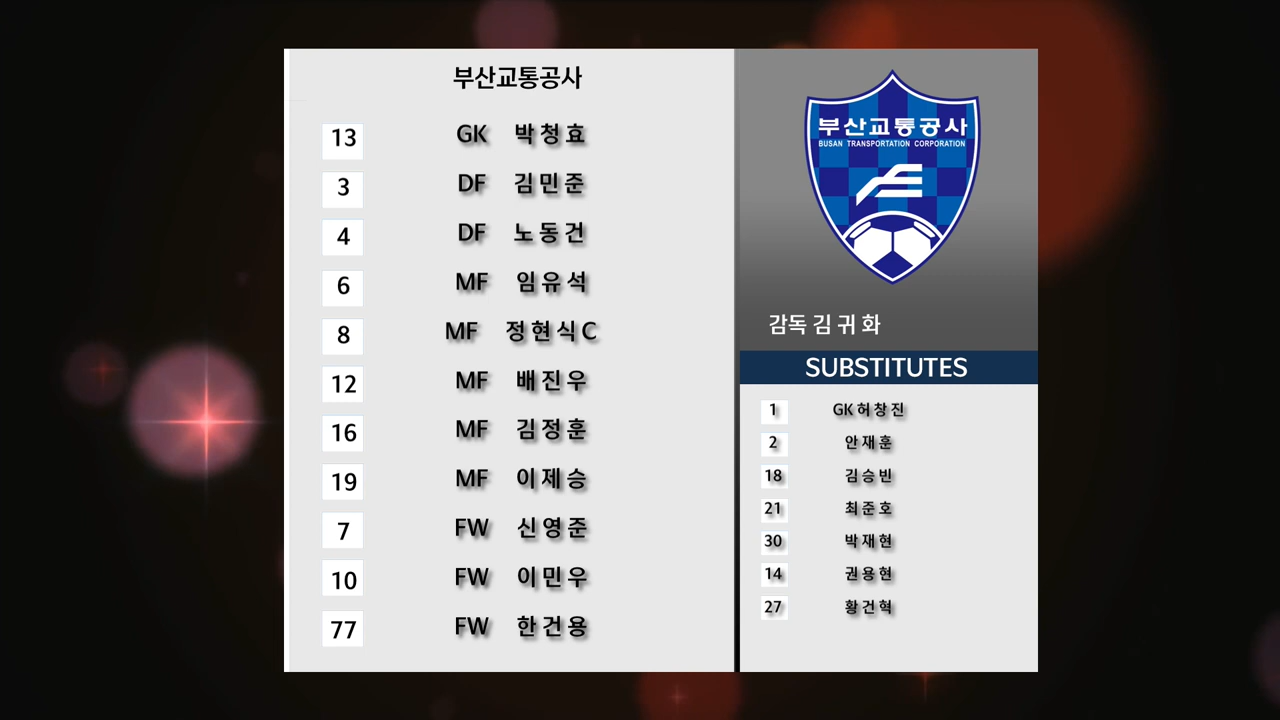 부산교통공사
13 GK 박청효
3 DF 김민준
4 DF 노동건
6 MF 임유석
8 MF 정현식C
12 MF 배진우
16 MF 김정훈
19 MF 이제승
7 FW 신영준
10 FW 이민우
77 FW 한건용
부산교통공사
BUSAN TRANSPORTATION CORPORATION
감독 김귀화
SUBSTITUTES
1 GK허창진
2 안재훈
18 김승빈
21 최준호
30 박재현
14 권용현
27 황건혁